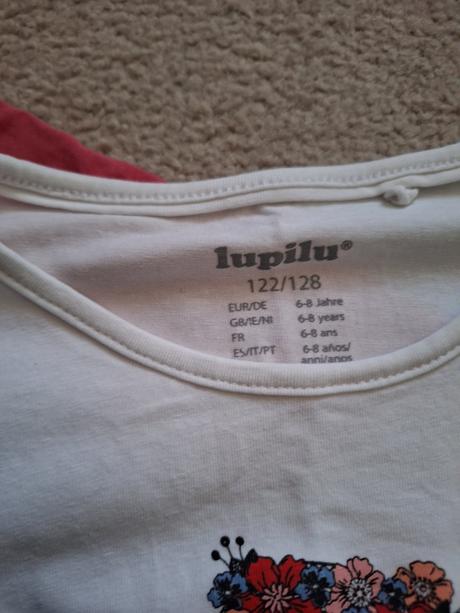 lupilu®
122/128
EUR/DE 6-8 Jahre
GB/IE/NI 6-8 years
FR 6-8 ans
ES/IT/PT 6-8 años/
anni/anos